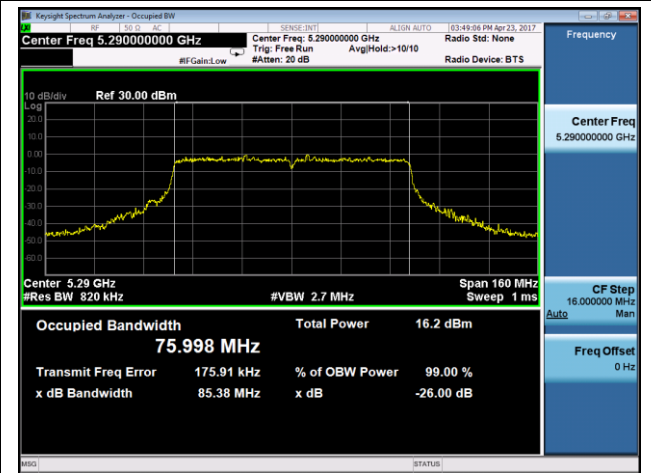 Keysight Spectrum Analyzer - Occupied BW
RF 50 Ω AC SENSE:INT ALIGN AUTO 03:49:06 PM Apr 23, 2017
Center Freq 5.290000000 GHz
Center Freq: 5.290000000 GHz
Radio Std: None
Trig: Free Run Avg|Hold:>10/10
#IFGain:Low #Atten: 20 dB Radio Device: BTS
Frequency
10 dB/div Ref 30.00 dBm
Log
20.0
10.0
0.00
-10.0
-20.0
-30.0
-40.0
-50.0
-60.0
Center 5.29 GHz Span 160 MHz
#Res BW 820 kHz #VBW 2.7 MHz Sweep 1 ms
Occupied Bandwidth Total Power 16.2 dBm
75.998 MHz
Transmit Freq Error 175.91 kHz % of OBW Power 99.00 %
x dB Bandwidth 85.38 MHz x dB -26.00 dB
Center Freq
5.290000000 GHz
CF Step
16.000000 MHz
Auto Man
Freq Offset
0 Hz
MSG STATUS